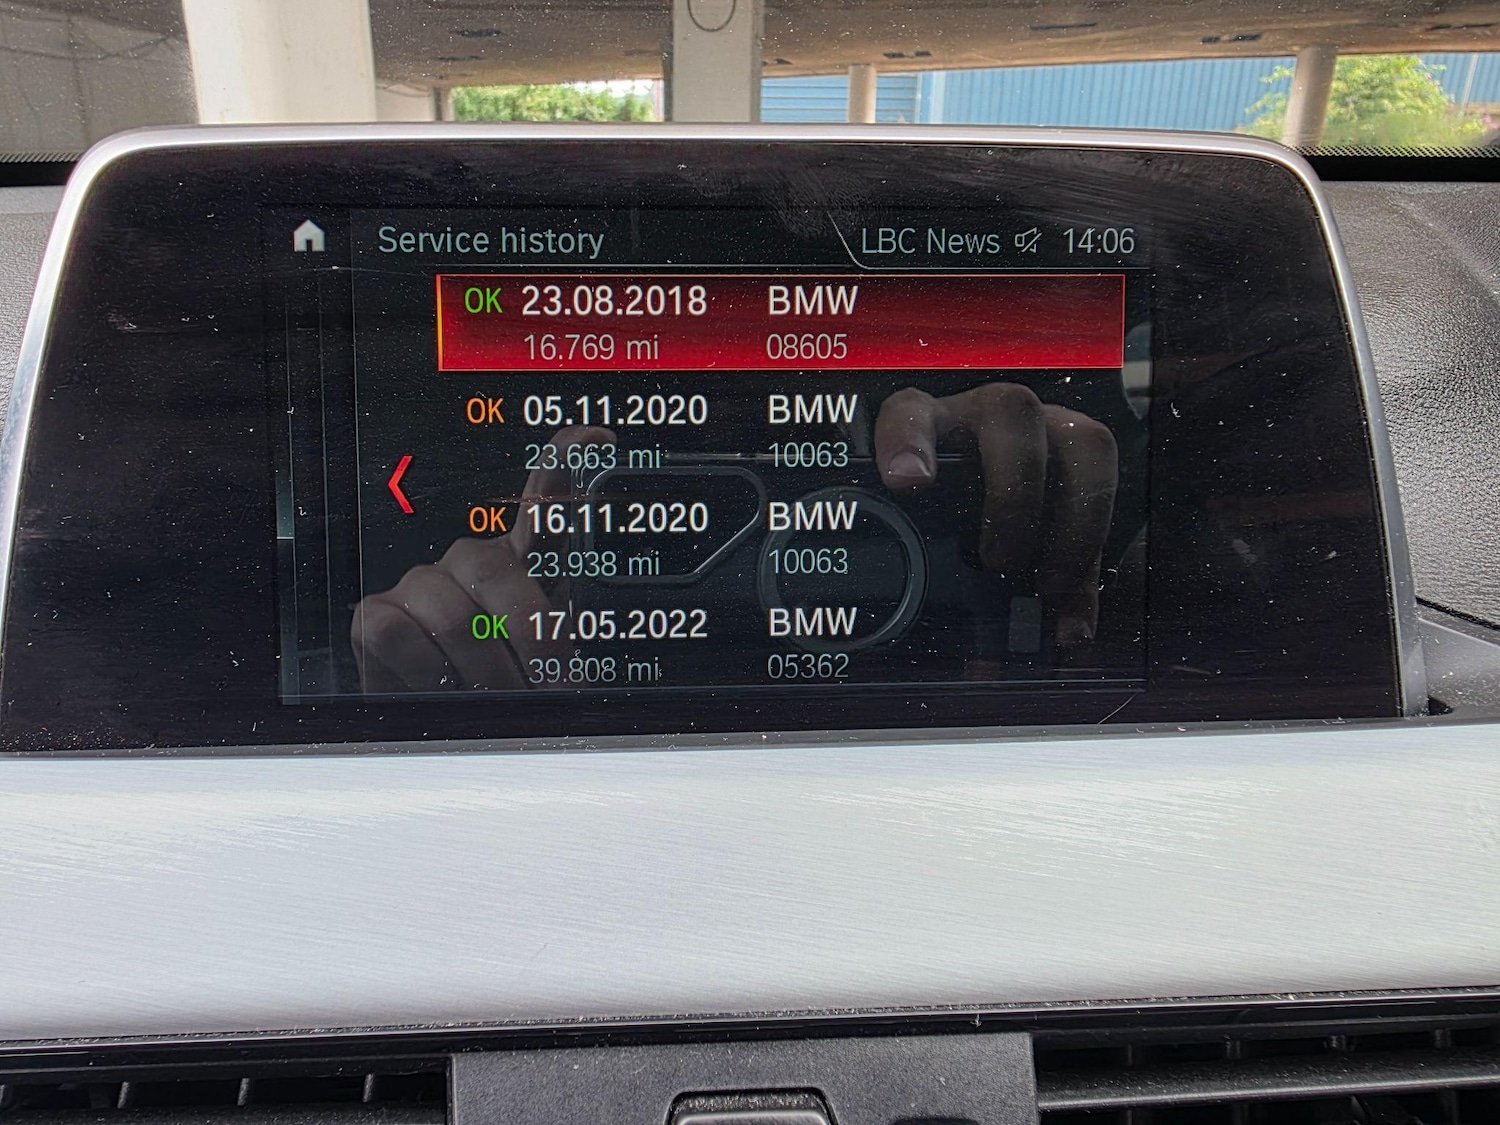 Service history LBC News 14:06
OK 23.08.2018 BMW
16.769 mi 08605
OK 05.11.2020 BMW
23.663 mi 10063
OK 16.11.2020 BMW
23.938 mi 10063
OK 17.05.2022 BMW
39.808 mi 05362